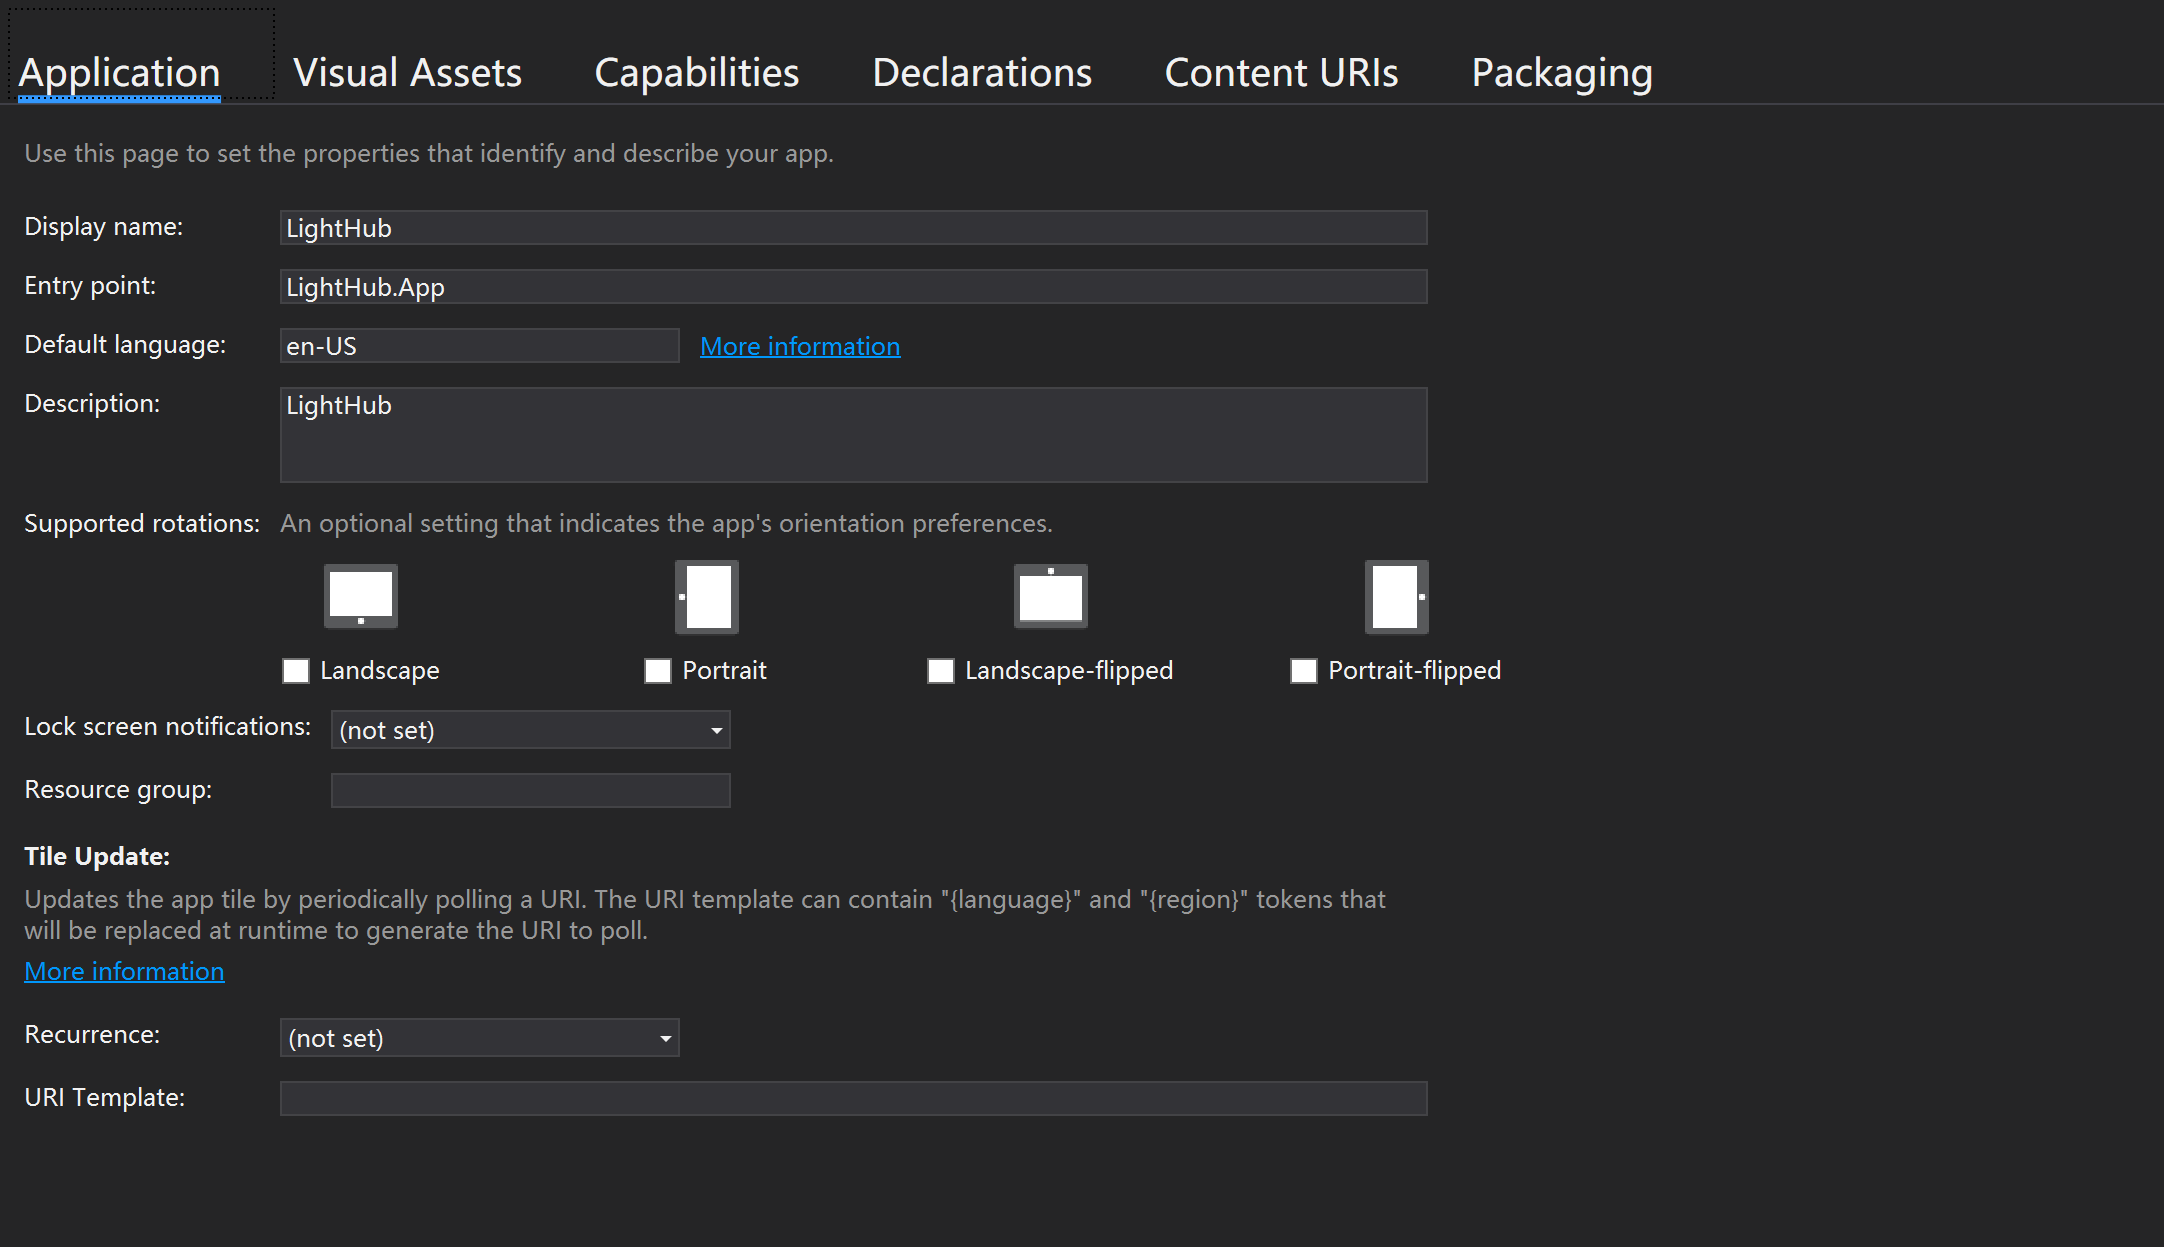 Application Visual Assets Capabilities Declarations Content URIs Packaging
Use this page to set the properties that identify and describe your app.
Display name: LightHub
Entry point: LightHub.App
Default language: en-US More information
Description: LightHub
Supported rotations: An optional setting that indicates the app's orientation preferences.
Landscape Portrait Landscape-flipped Portrait-flipped
Lock screen notifications: (not set)
Resource group:
Tile Update:
Updates the app tile by periodically polling a URI. The URI template can contain "{language}" and "{region}" tokens that
will be replaced at runtime to generate the URI to poll.
More information
Recurrence: (not set)
URI Template: